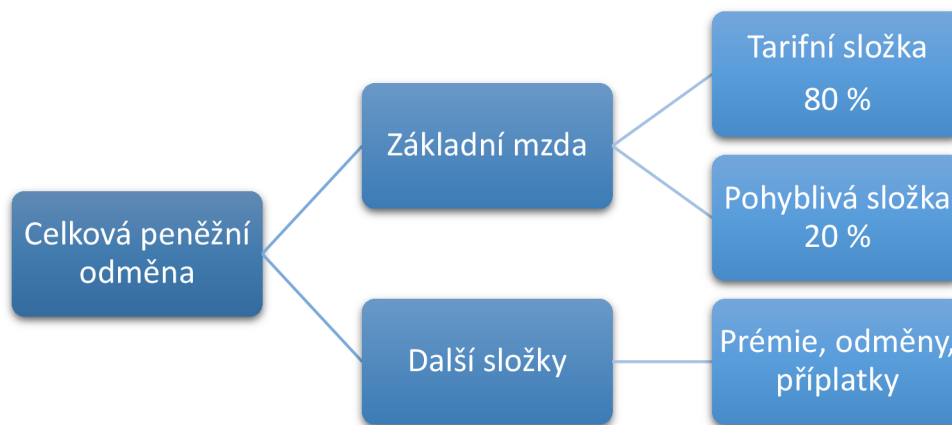 Celková peněžní
odměna
Základní mzda
Další složky
Tarifní složka
80 %
Pohyblivá složka
20 %
Prémie, odměny,
příplatky